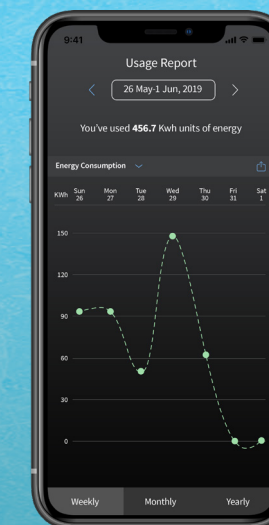 9:41
Usage Report
26 May-1 Jun, 2019
You've used 456.7 Kwh units of energy
Energy Consumption
KWh Sun Mon Tue Wed Thu Fri Sat
26 27 28 29 30 31 1
150
120
90
60
30
0
Weekly Monthly Yearly